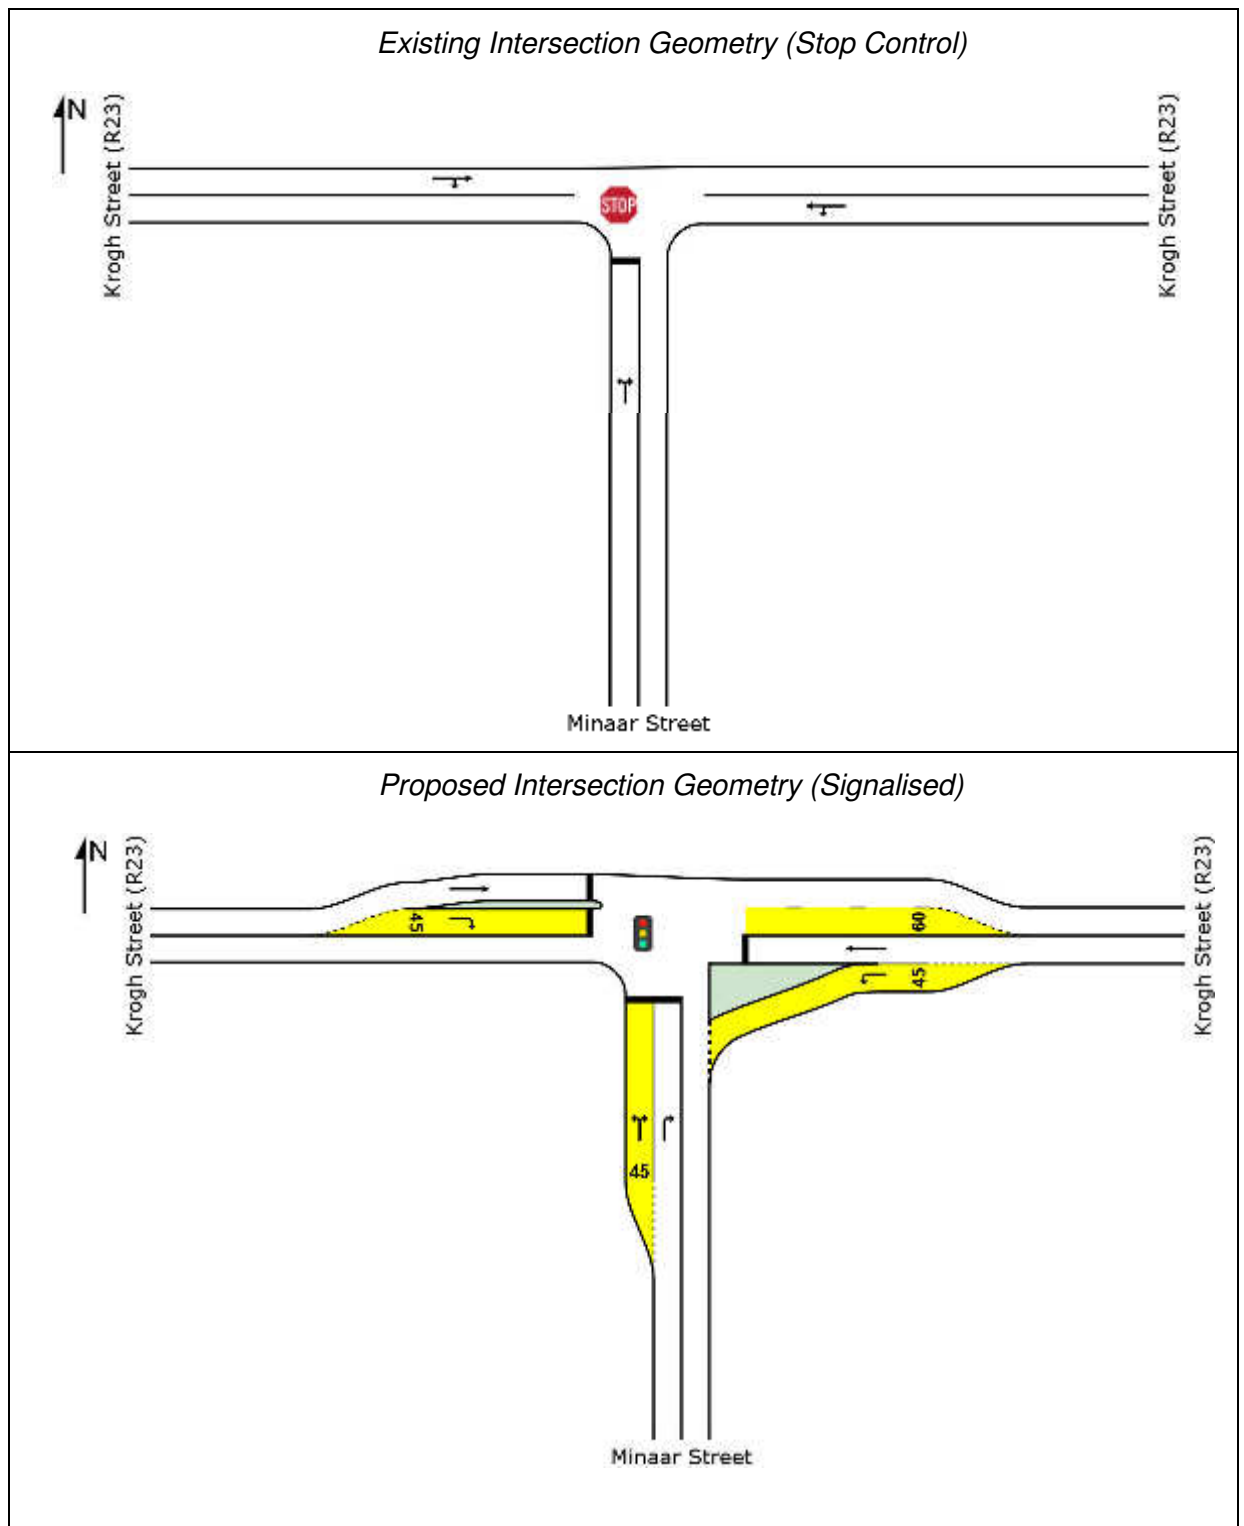 Existing Intersection Geometry (Stop Control)
N
Krogh Street (R23)
Krogh Street (R23)
STOP
Minaar Street
Proposed Intersection Geometry (Signalised)
N
Krogh Street (R23)
Krogh Street (R23)
45
60
45
45
Minaar Street